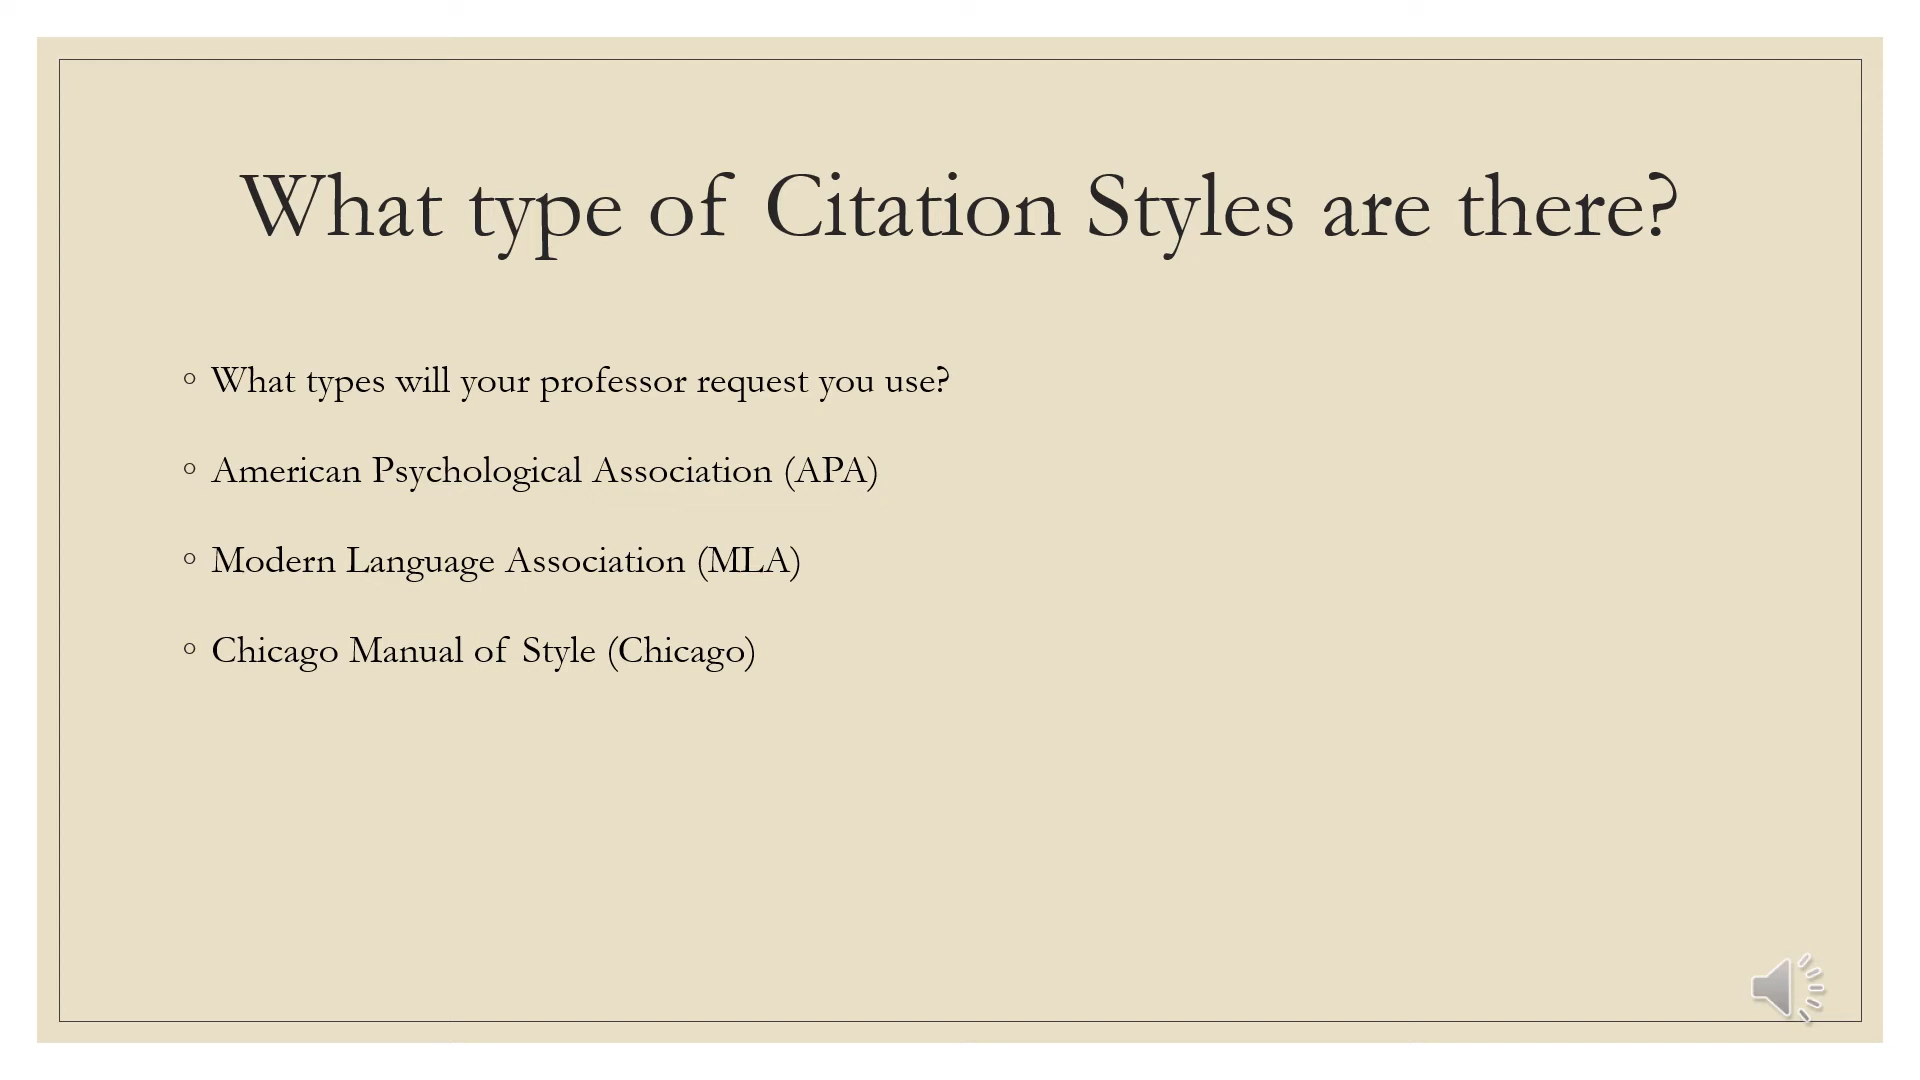 What type of Citation Styles are there?
◦ What types will your professor request you use?
◦ American Psychological Association (APA)
◦ Modern Language Association (MLA)
◦ Chicago Manual of Style (Chicago)